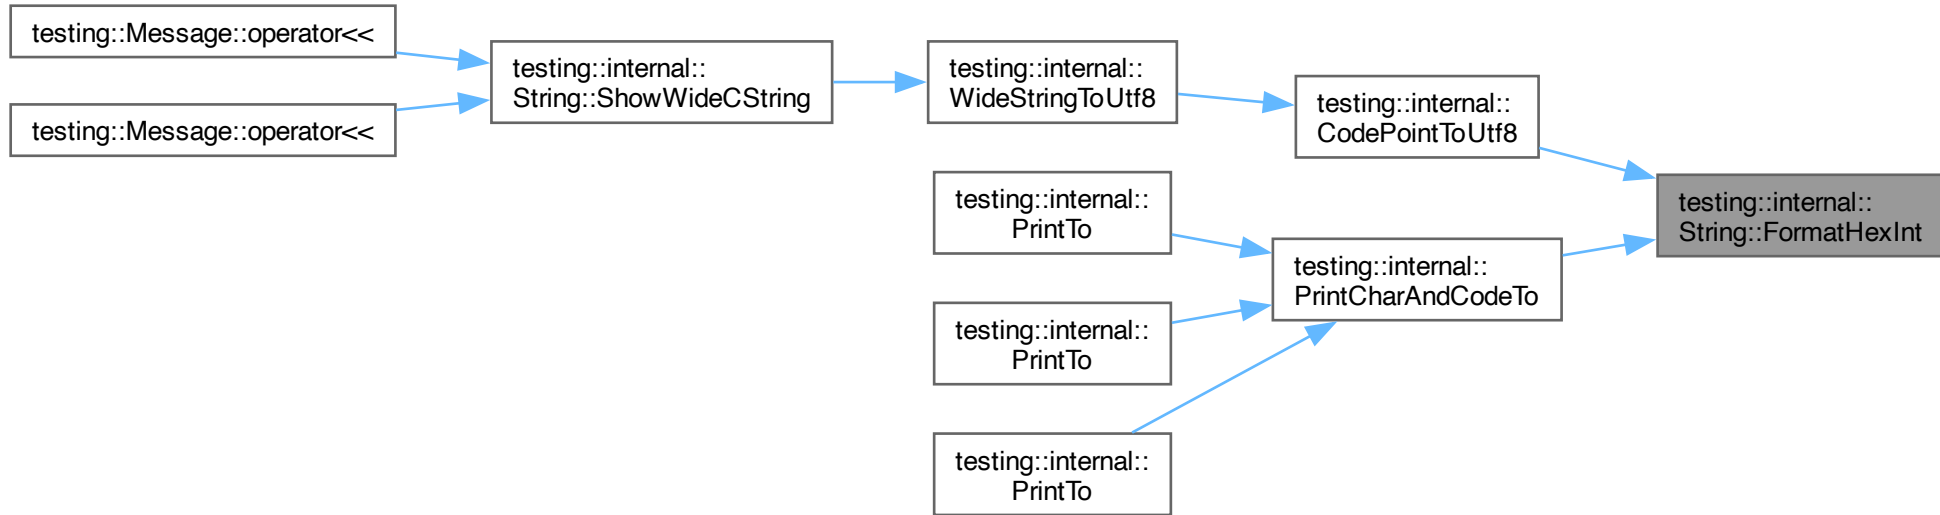 testing::Message::operator<<
testing::Message::operator<<
testing::internal::
String::ShowWideCString
testing::internal::
WideStringToUtf8
testing::internal::
CodePointToUtf8
testing::internal::
String::FormatHexInt
testing::internal::
PrintTo
testing::internal::
PrintCharAndCodeTo
testing::internal::
PrintTo
testing::internal::
PrintTo